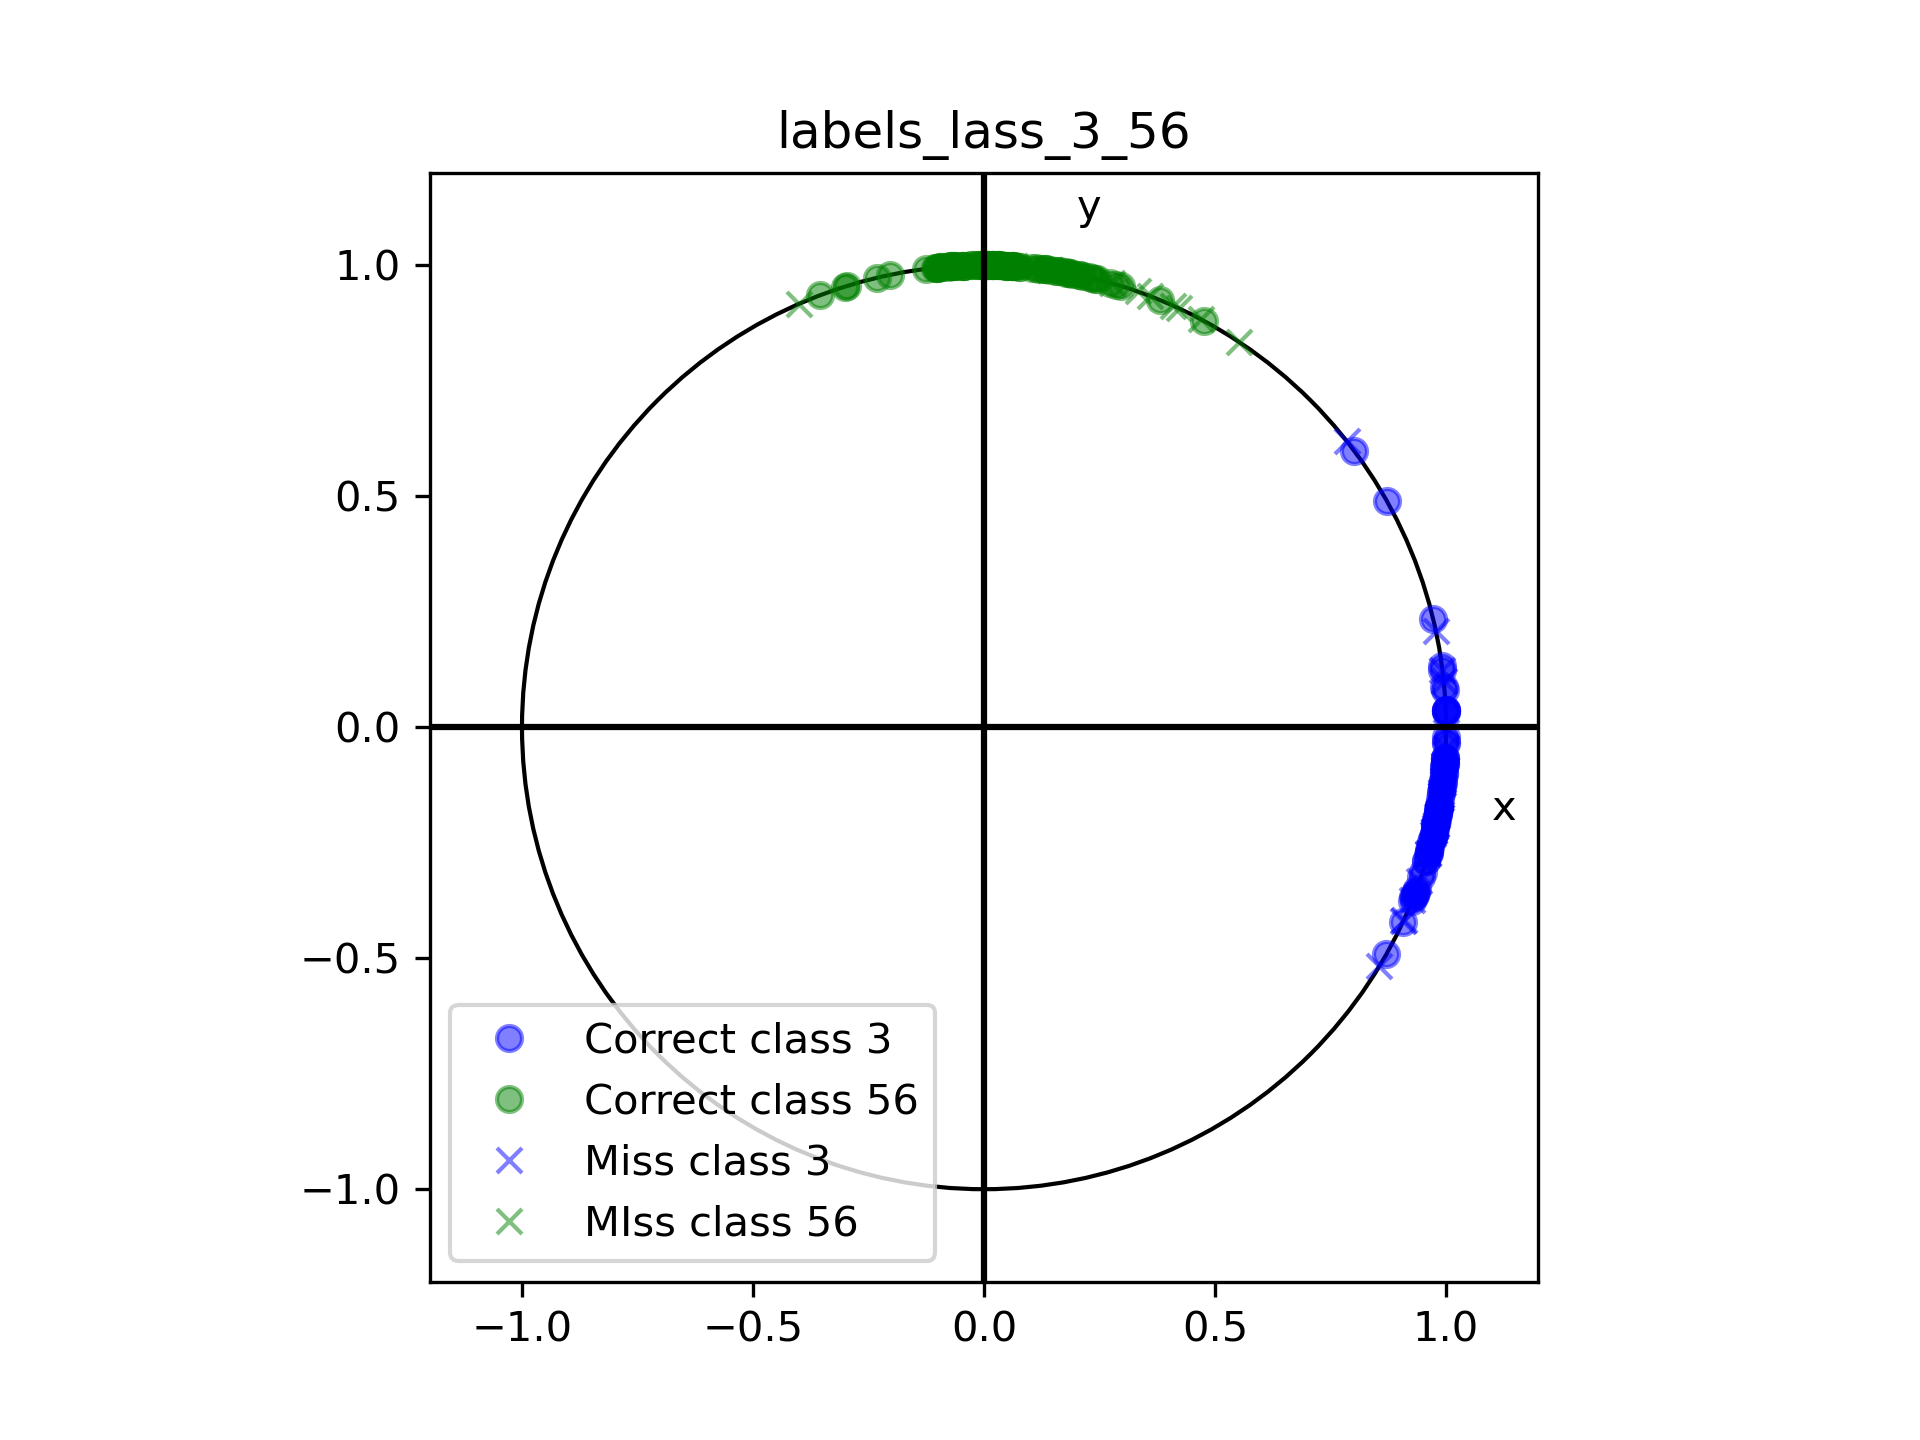 labels_lass_3_56
y
1.0
0.5
0.0
−0.5
−1.0
x
Correct class 3
Correct class 56
Miss class 3
MIss class 56
−1.0 −0.5 0.0 0.5 1.0